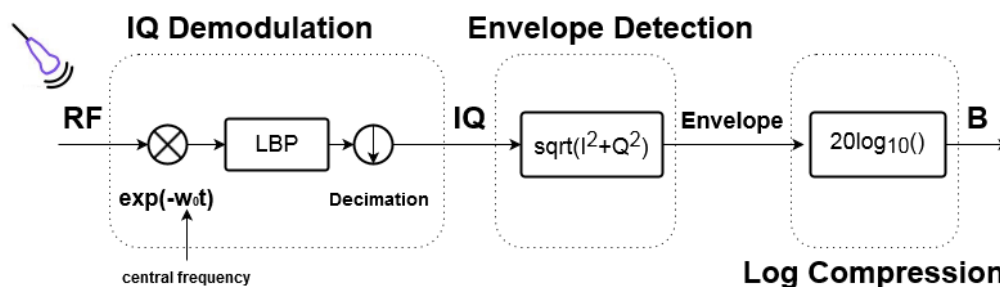 IQ Demodulation
Envelope Detection
RF
LBP
IQ
sqrt(I²+Q²)
Envelope
20log₁₀()
B
exp(-w₀t)
Decimation
central frequency
Log Compression